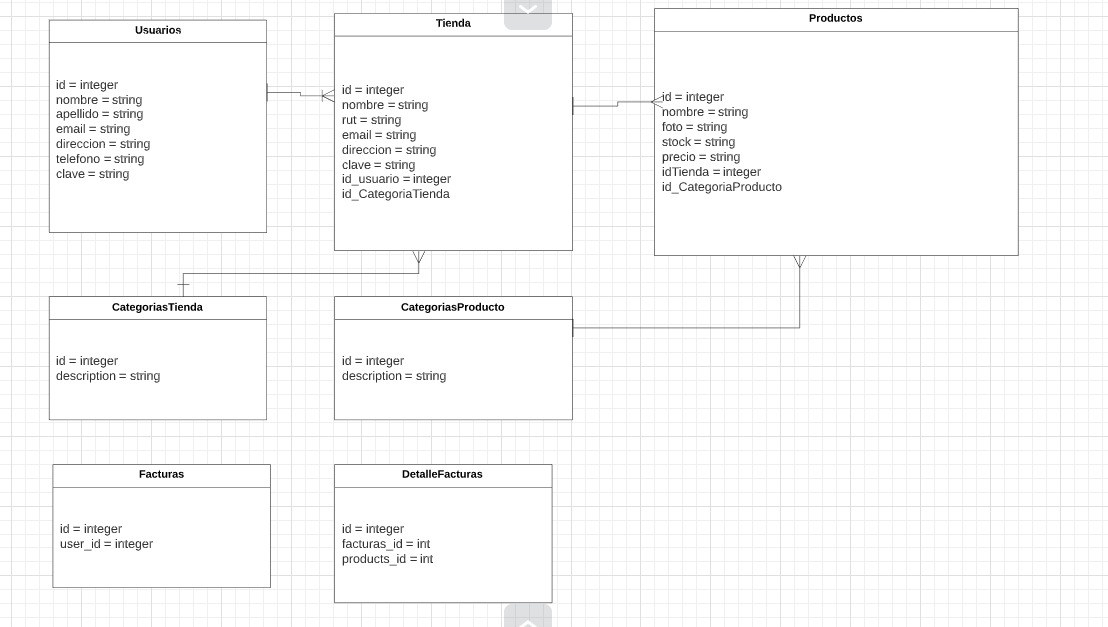 Usuarios
id = integer
nombre = string
apellido = string
email = string
direccion = string
telefono = string
clave = string
Tienda
id = integer
nombre = string
rut = string
email = string
direccion = string
clave = string
id_usuario = integer
id_CategoriaTienda
Productos
id = integer
nombre = string
foto = string
stock = string
precio = string
idTienda = integer
id_CategoriaProducto
CategoriasTienda
id = integer
description = string
CategoriasProducto
id = integer
description = string
Facturas
id = integer
user_id = integer
DetalleFacturas
id = integer
facturas_id = int
products_id = int